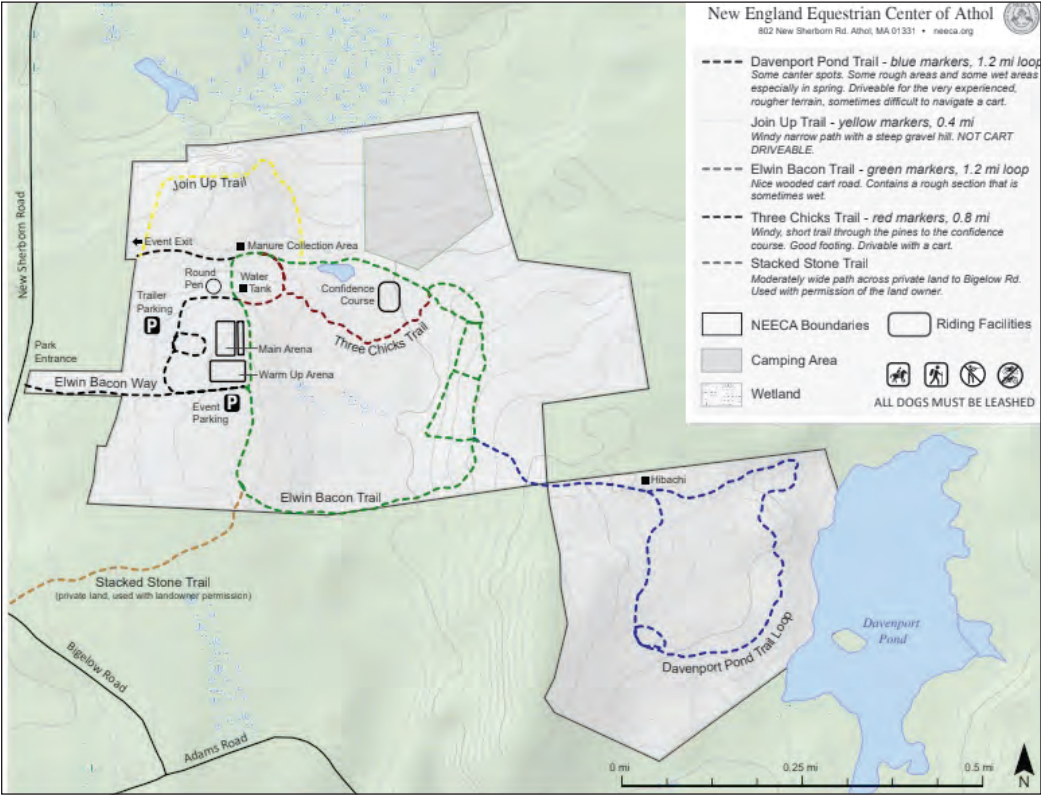 New England Equestrian Center of Athol
802 New Sherborn Rd. Athol, MA 01331 • neeca.org
Davenport Pond Trail - blue markers, 1.2 mi loop
Some canter spots. Some rough areas and some wet areas
especially in spring. Driveable for the very experienced,
rougher terrain, sometimes difficult to navigate a cart.
Join Up Trail - yellow markers, 0.4 mi
Windy narrow path with a steep gravel hill. NOT CART
DRIVEABLE.
Elwin Bacon Trail - green markers, 1.2 mi loop
Nice wooded cart road. Contains a rough section that is
sometimes wet.
Three Chicks Trail - red markers, 0.8 mi
Windy, short trail through the pines to the confidence
course. Good footing. Drivable with a cart.
Stacked Stone Trail
Moderately wide path across private land to Bigelow Rd.
Used with permission of the land owner.
NEECA Boundaries
Riding Facilities
Camping Area
Wetland
ALL DOGS MUST BE LEASHED
New Sherborn Road
Join Up Trail
Event Exit
Manure Collection Area
Round
Pen
Water
Tank
Confidence
Course
Trailer
Parking
P
Three Chicks Trail
Main Arena
Park
Entrance
Warm Up Arena
Elwin Bacon Way
Event
Parking
P
Hibachi
Elwin Bacon Trail
Stacked Stone Trail
(private land, used with landowner permission)
Davenport
Pond
Davenport Pond Trail Loop
Bigelow Road
Adams Road
0 mi
0.25 mi
0.5 mi
N